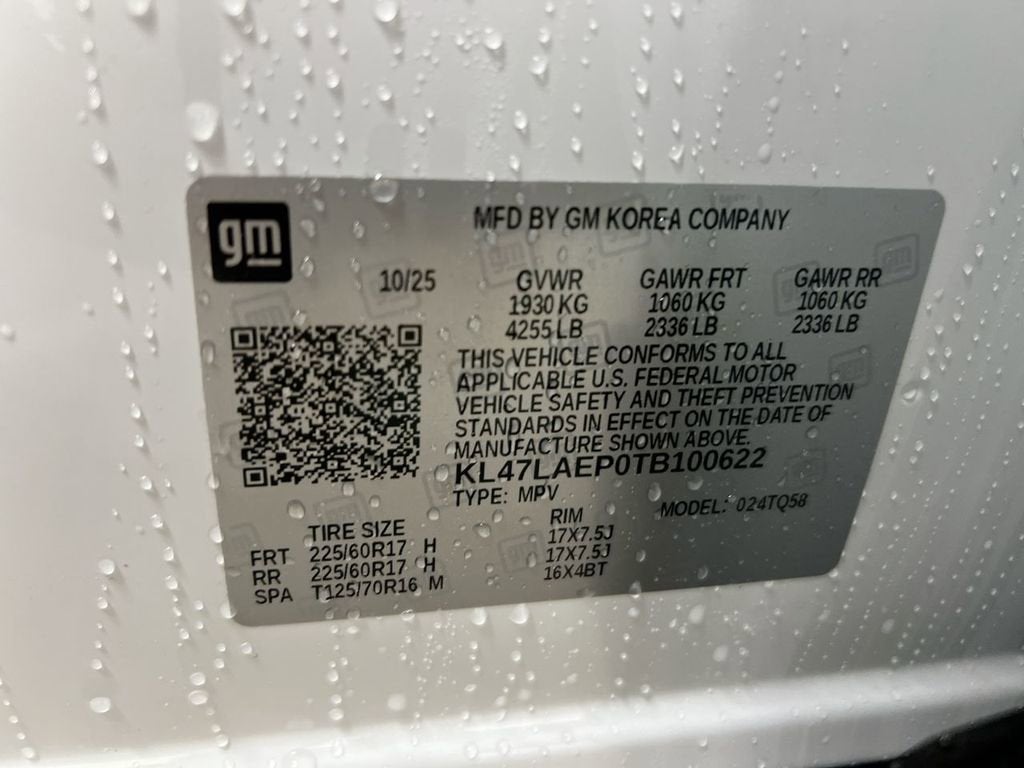 gm
MFD BY GM KOREA COMPANY
10/25 GVWR GAWR FRT GAWR RR
1930 KG 1060 KG 1060 KG
4255 LB 2336 LB 2336 LB
THIS VEHICLE CONFORMS TO ALL
APPLICABLE U.S. FEDERAL MOTOR
VEHICLE SAFETY AND THEFT PREVENTION
STANDARDS IN EFFECT ON THE DATE OF
MANUFACTURE SHOWN ABOVE.
KL47LAEP0TB100622
TYPE: MPV MODEL: 024TQ58
TIRE SIZE RIM
FRT 225/60R17 H 17X7.5J
RR 225/60R17 H 17X7.5J
SPA T125/70R16 M 16X4BT